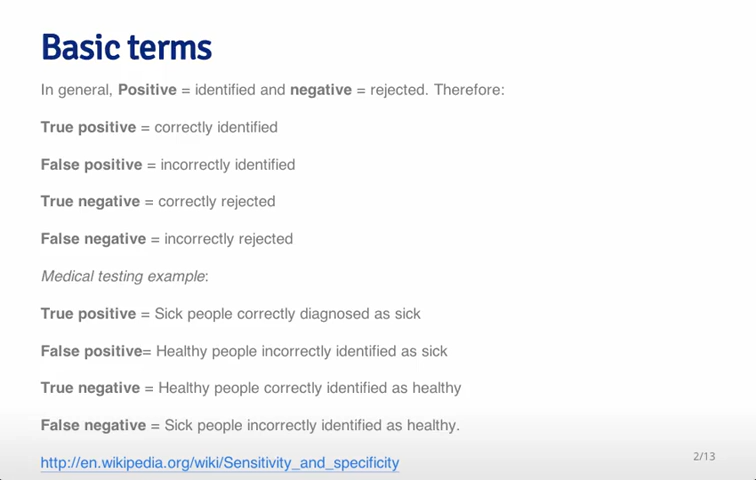 Basic terms
In general, Positive = identified and negative = rejected. Therefore:
True positive = correctly identified
False positive = incorrectly identified
True negative = correctly rejected
False negative = incorrectly rejected
Medical testing example:
True positive = Sick people correctly diagnosed as sick
False positive= Healthy people incorrectly identified as sick
True negative = Healthy people correctly identified as healthy
False negative = Sick people incorrectly identified as healthy.
http://en.wikipedia.org/wiki/Sensitivity_and_specificity
2/13